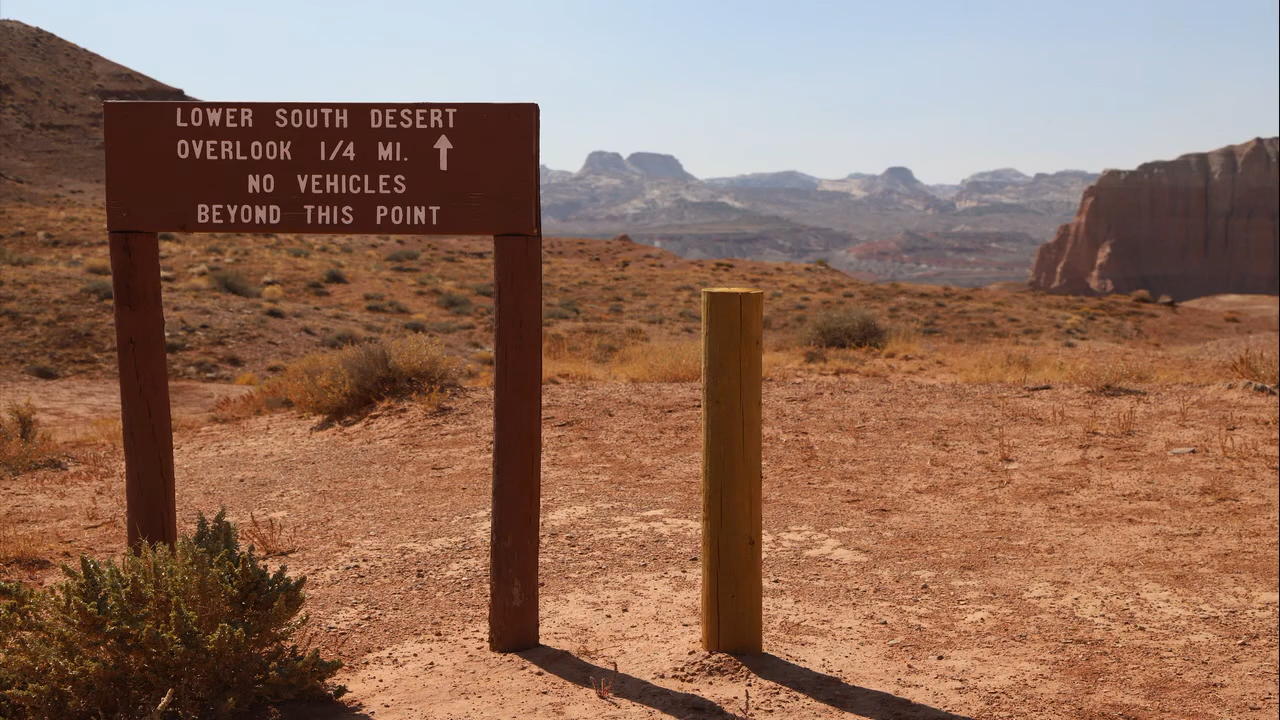 LOWER SOUTH DESERT
OVERLOOK 1/4 MI. ↑
NO VEHICLES
BEYOND THIS POINT